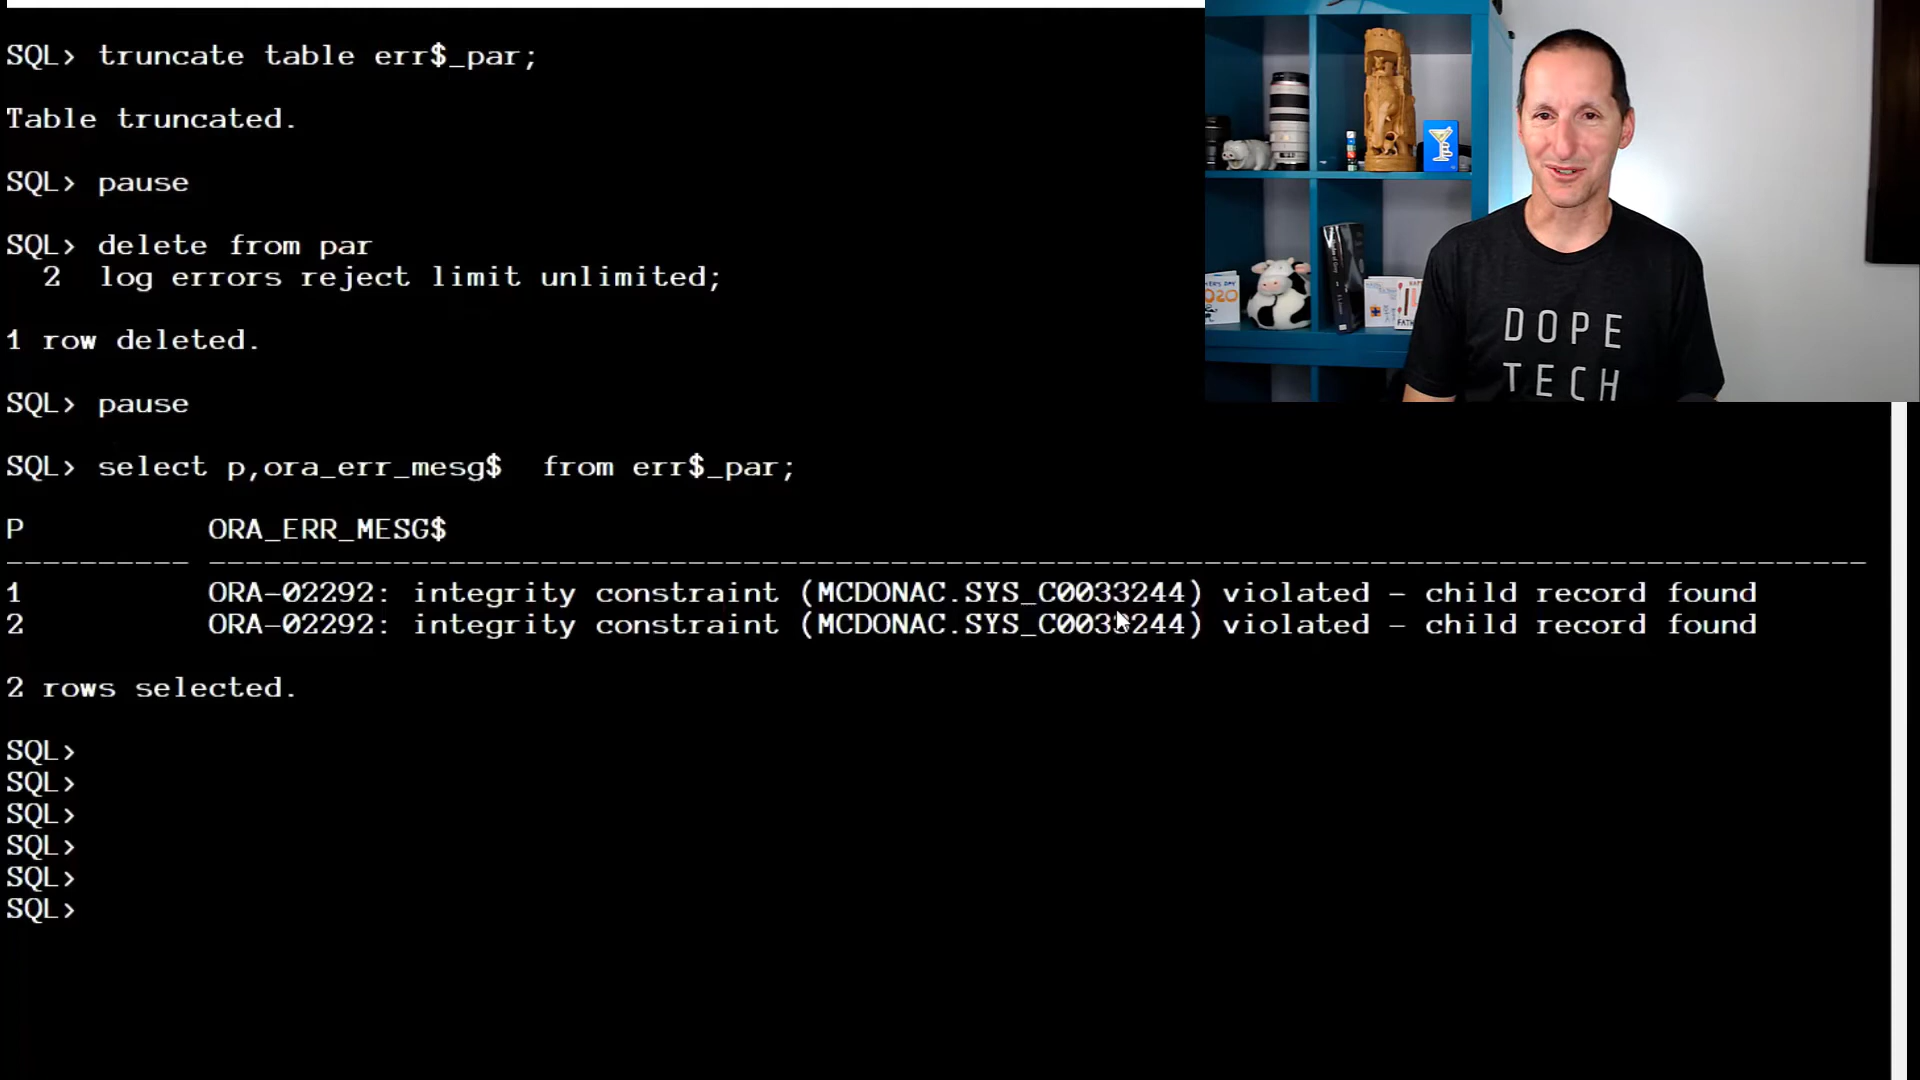 SQL> truncate table err$_par;
Table truncated.
SQL> pause
SQL> delete from par
2 log errors reject limit unlimited;
1 row deleted.
SQL> pause
SQL> select p,ora_err_mesg$  from err$_par;
P ORA_ERR_MESG$
---------- ------------------------------------------------------------------------------------------
1 ORA-02292: integrity constraint (MCDONAC.SYS_C0033244) violated - child record found
2 ORA-02292: integrity constraint (MCDONAC.SYS_C0033244) violated - child record found
2 rows selected.
SQL>
SQL>
SQL>
SQL>
SQL>
SQL>
DOPE
TECH